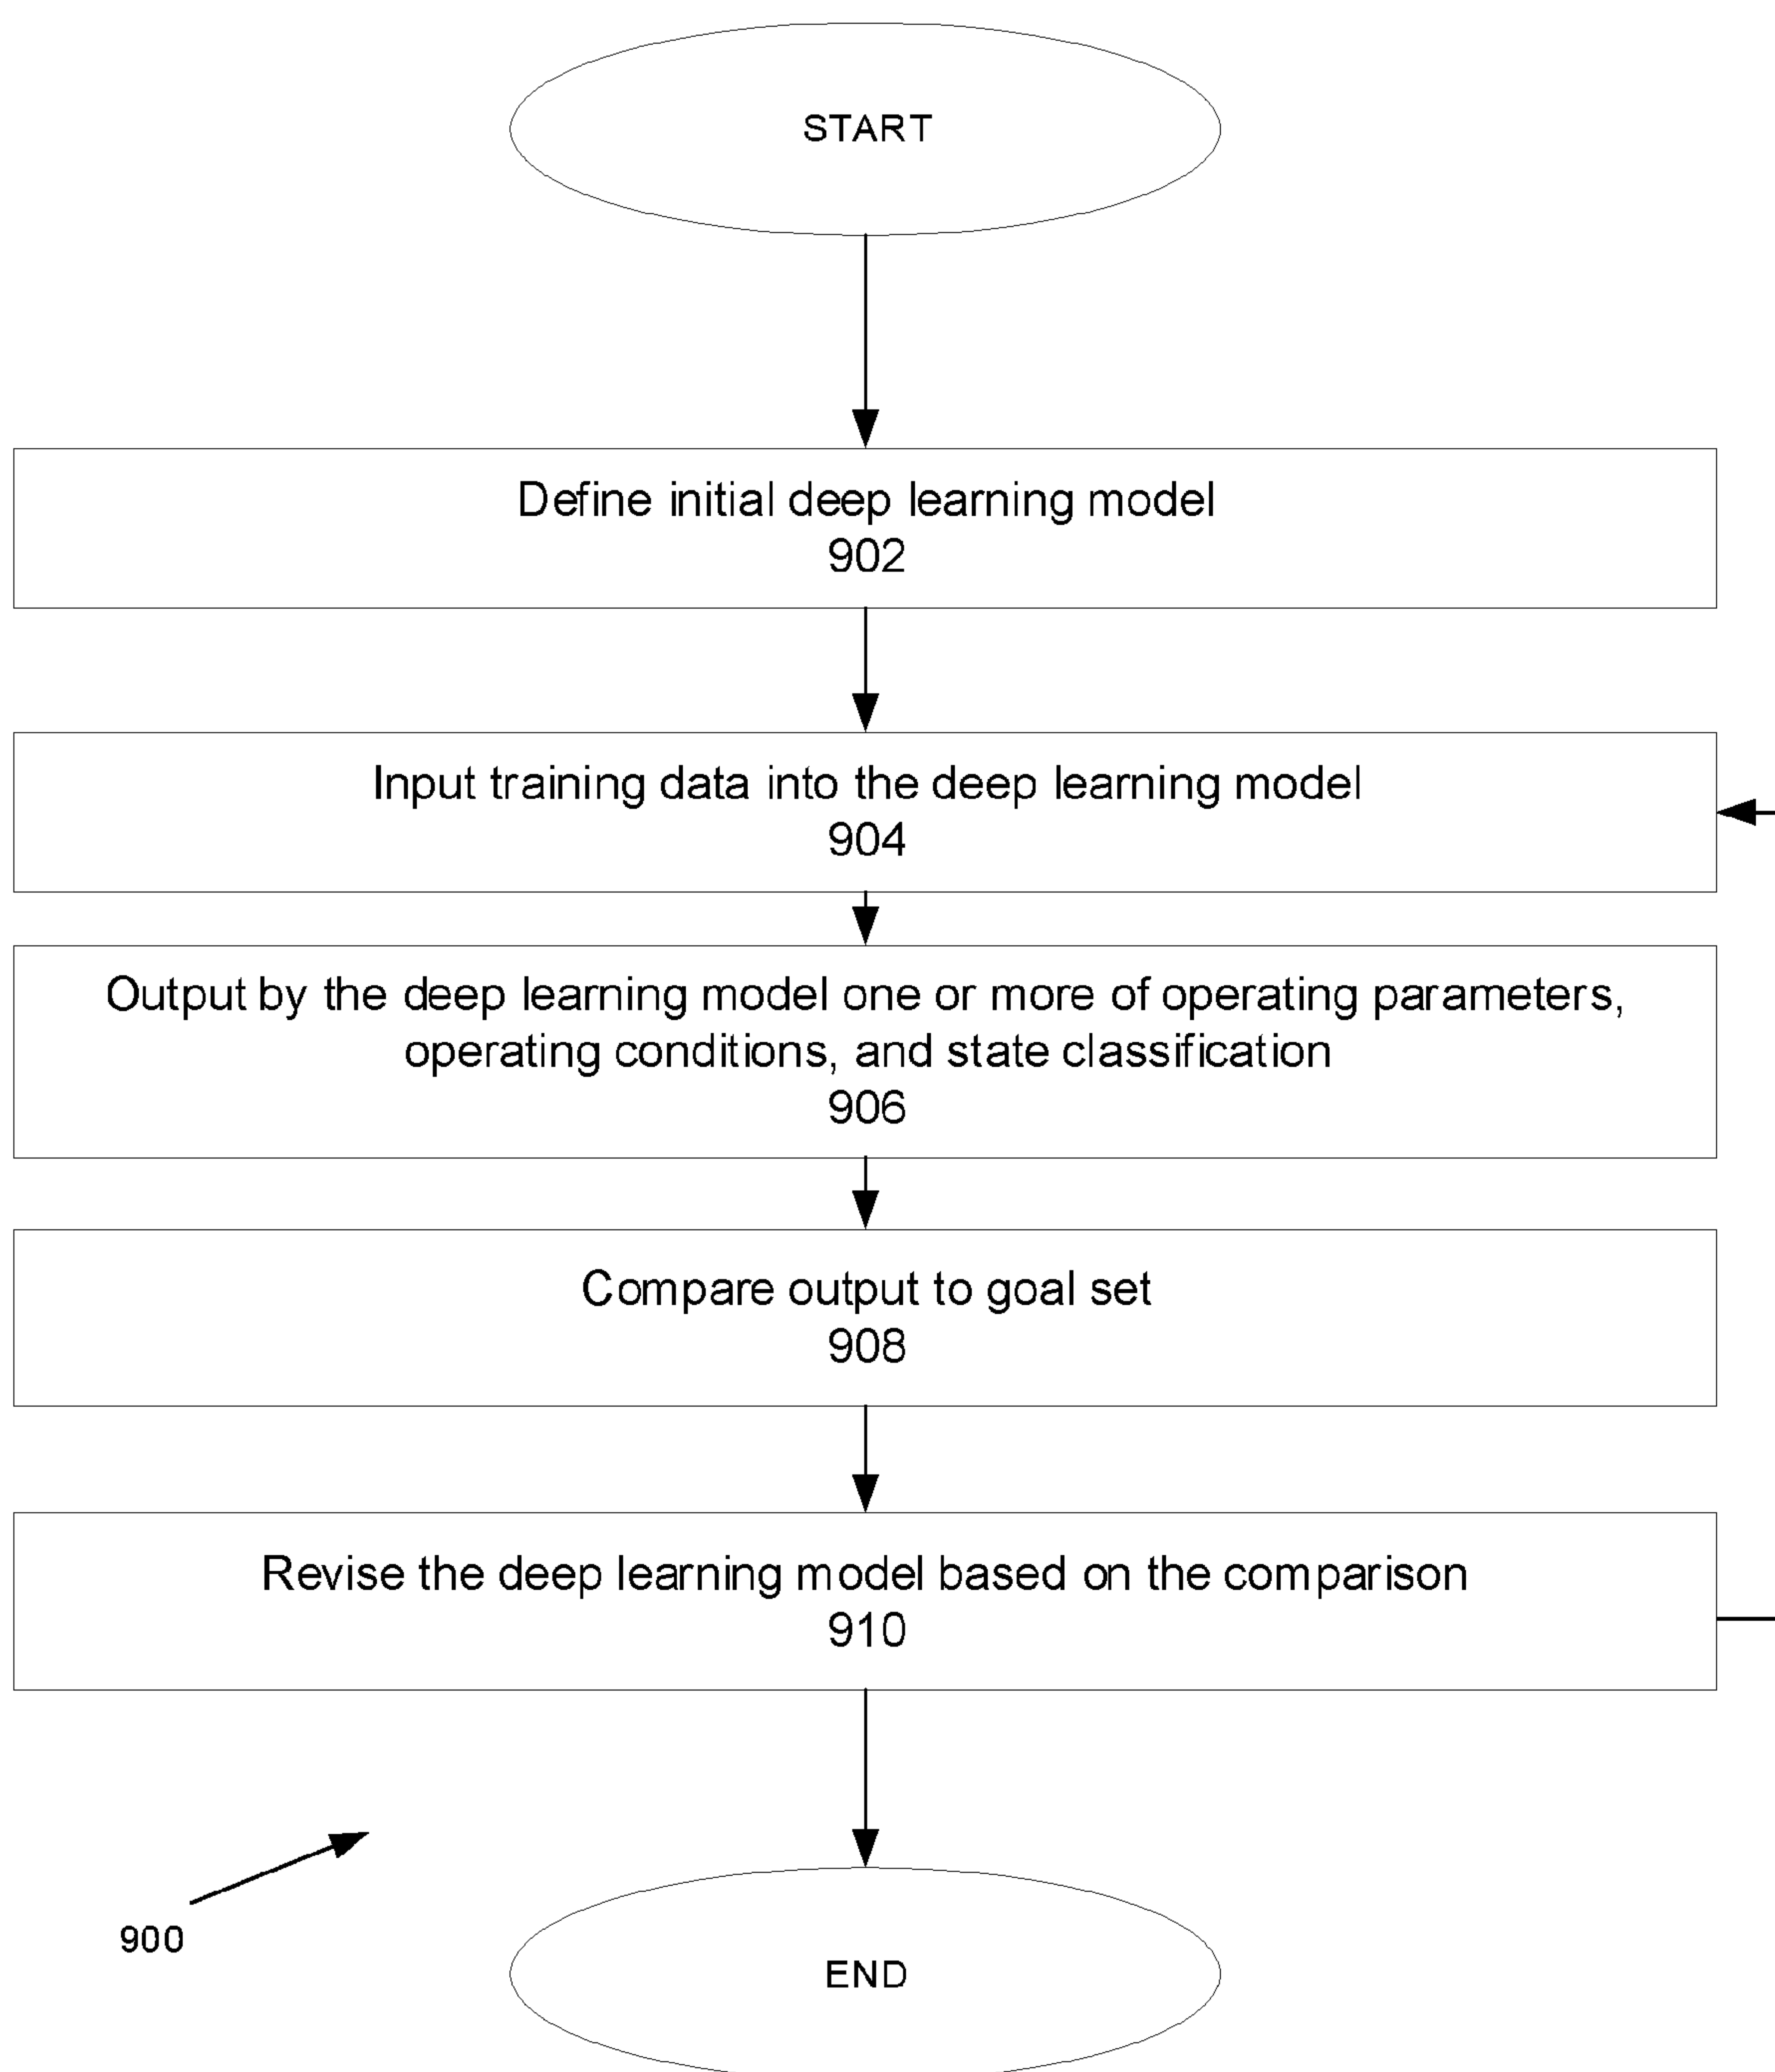 START
Define initial deep learning model
902
Input training data into the deep learning model
904
Output by the deep learning model one or more of operating parameters,
operating conditions, and state classification
906
Compare output to goal set
908
Revise the deep learning model based on the comparison
910
900
END